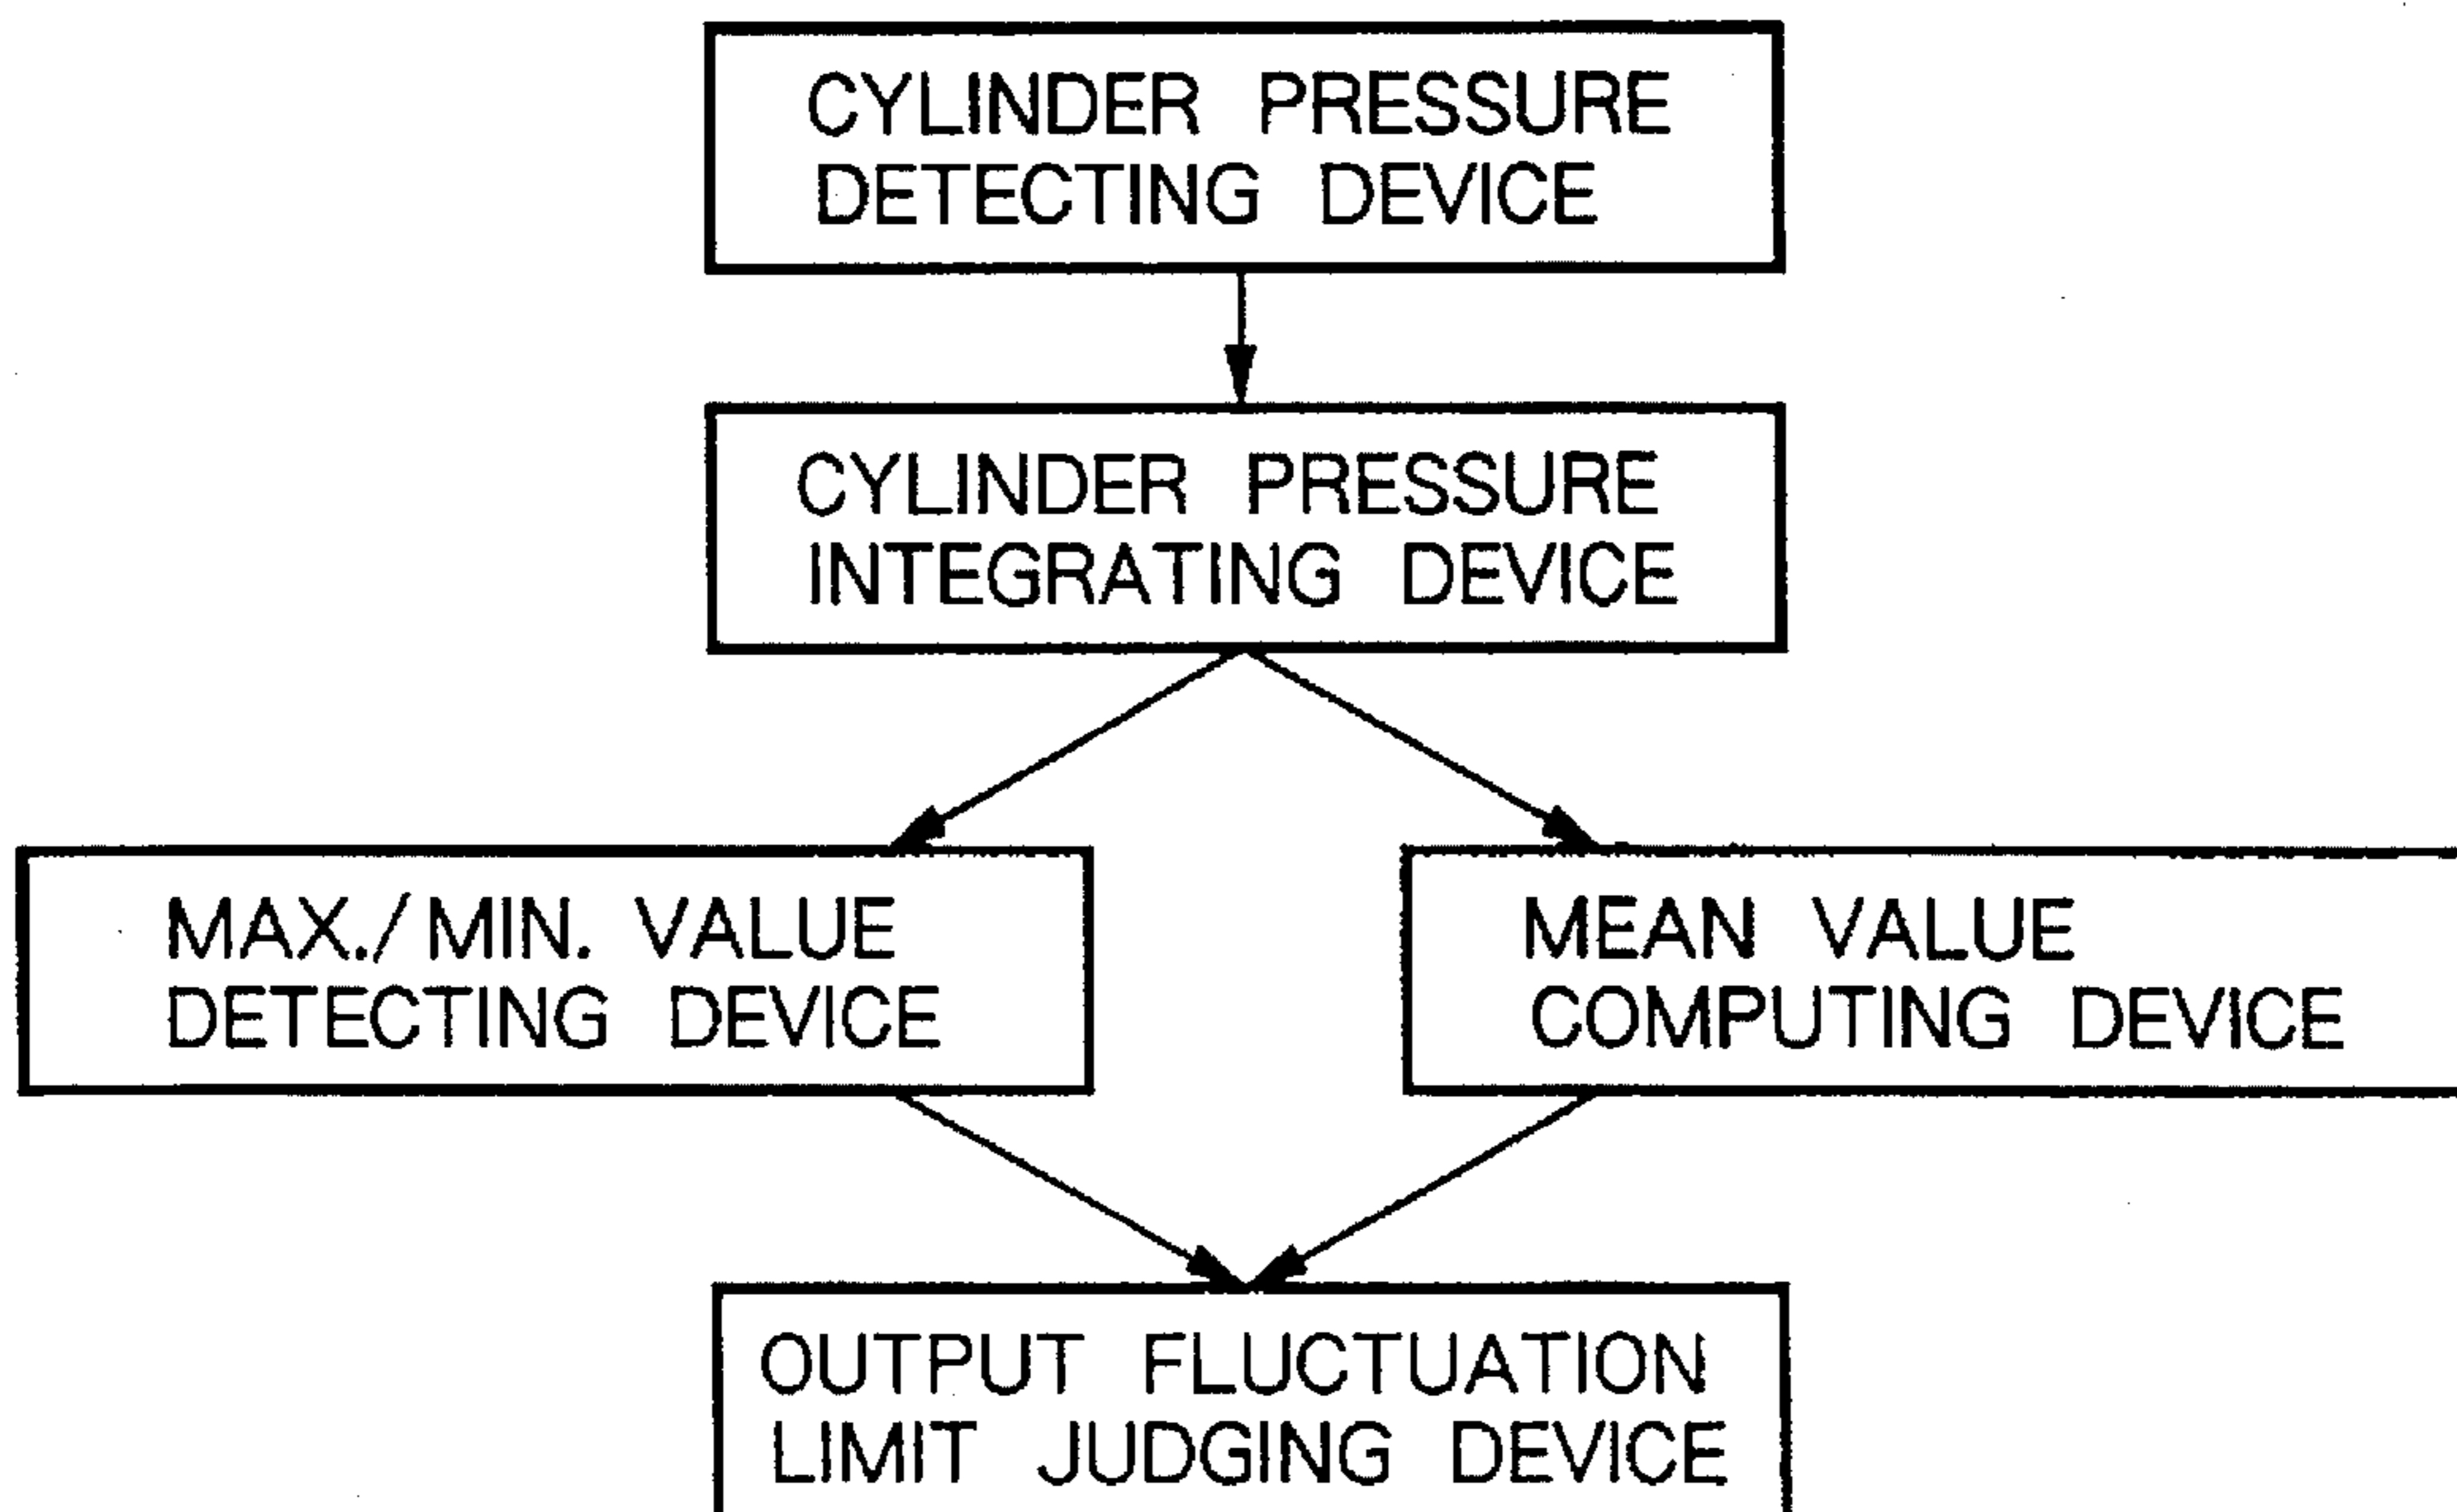 CYLINDER PRESSURE
DETECTING DEVICE
CYLINDER PRESSURE
INTEGRATING DEVICE
MAX./MIN. VALUE
DETECTING DEVICE
MEAN VALUE
COMPUTING DEVICE
OUTPUT FLUCTUATION
LIMIT JUDGING DEVICE